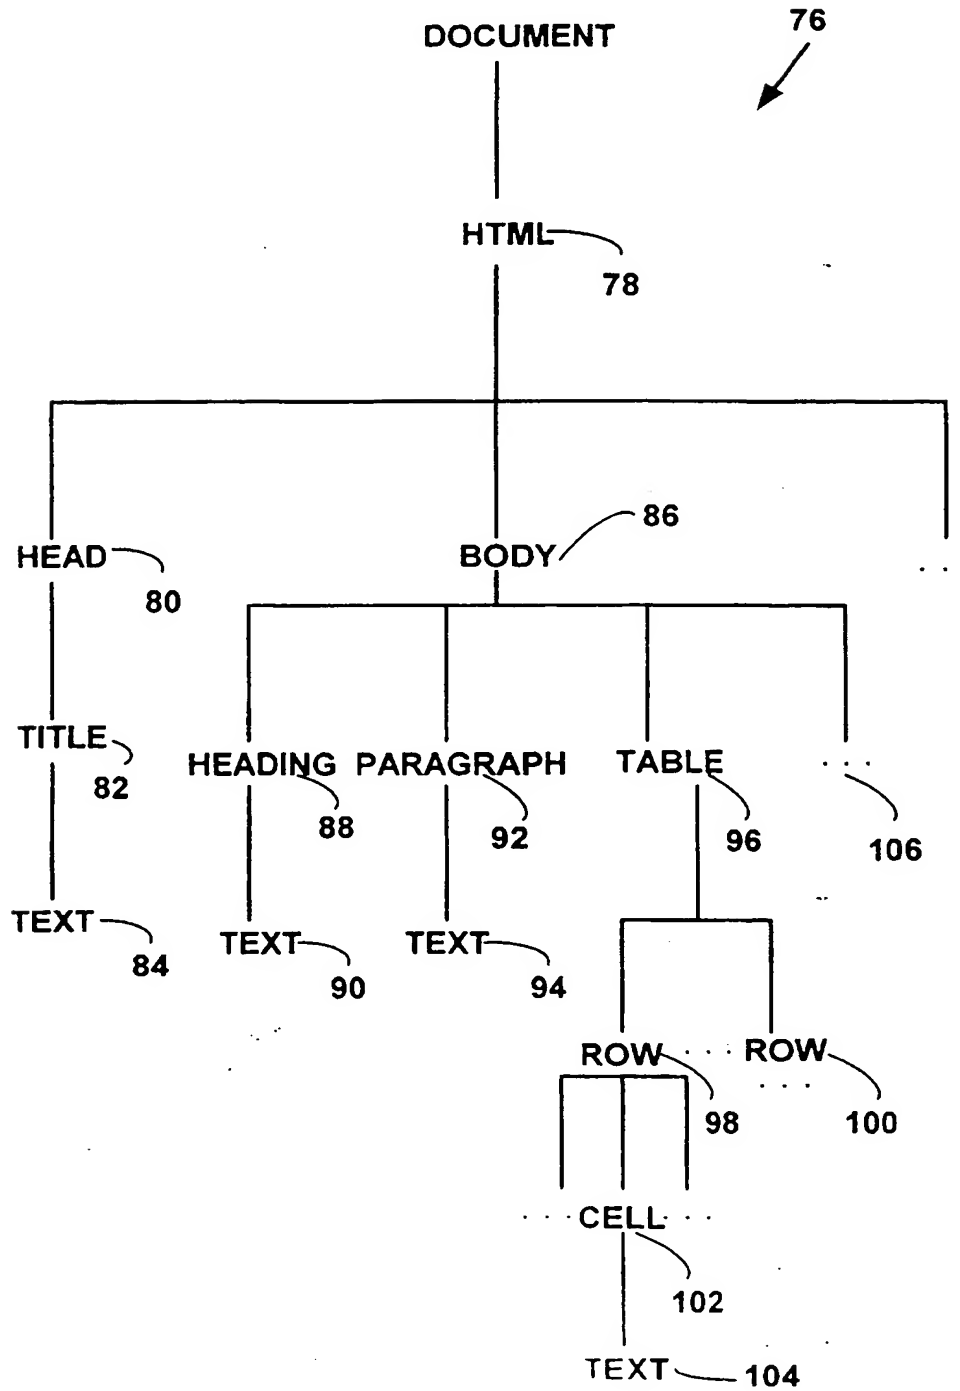 76
DOCUMENT
HTML
78
86
HEAD
BODY
. .
80
TITLE
HEADING PARAGRAPH TABLE . . .
82
88
92
96
106
TEXT
TEXT
TEXT
84
90
94
ROW . . . ROW
. . .
98
100
. . . CELL . . .
102
TEXT
104